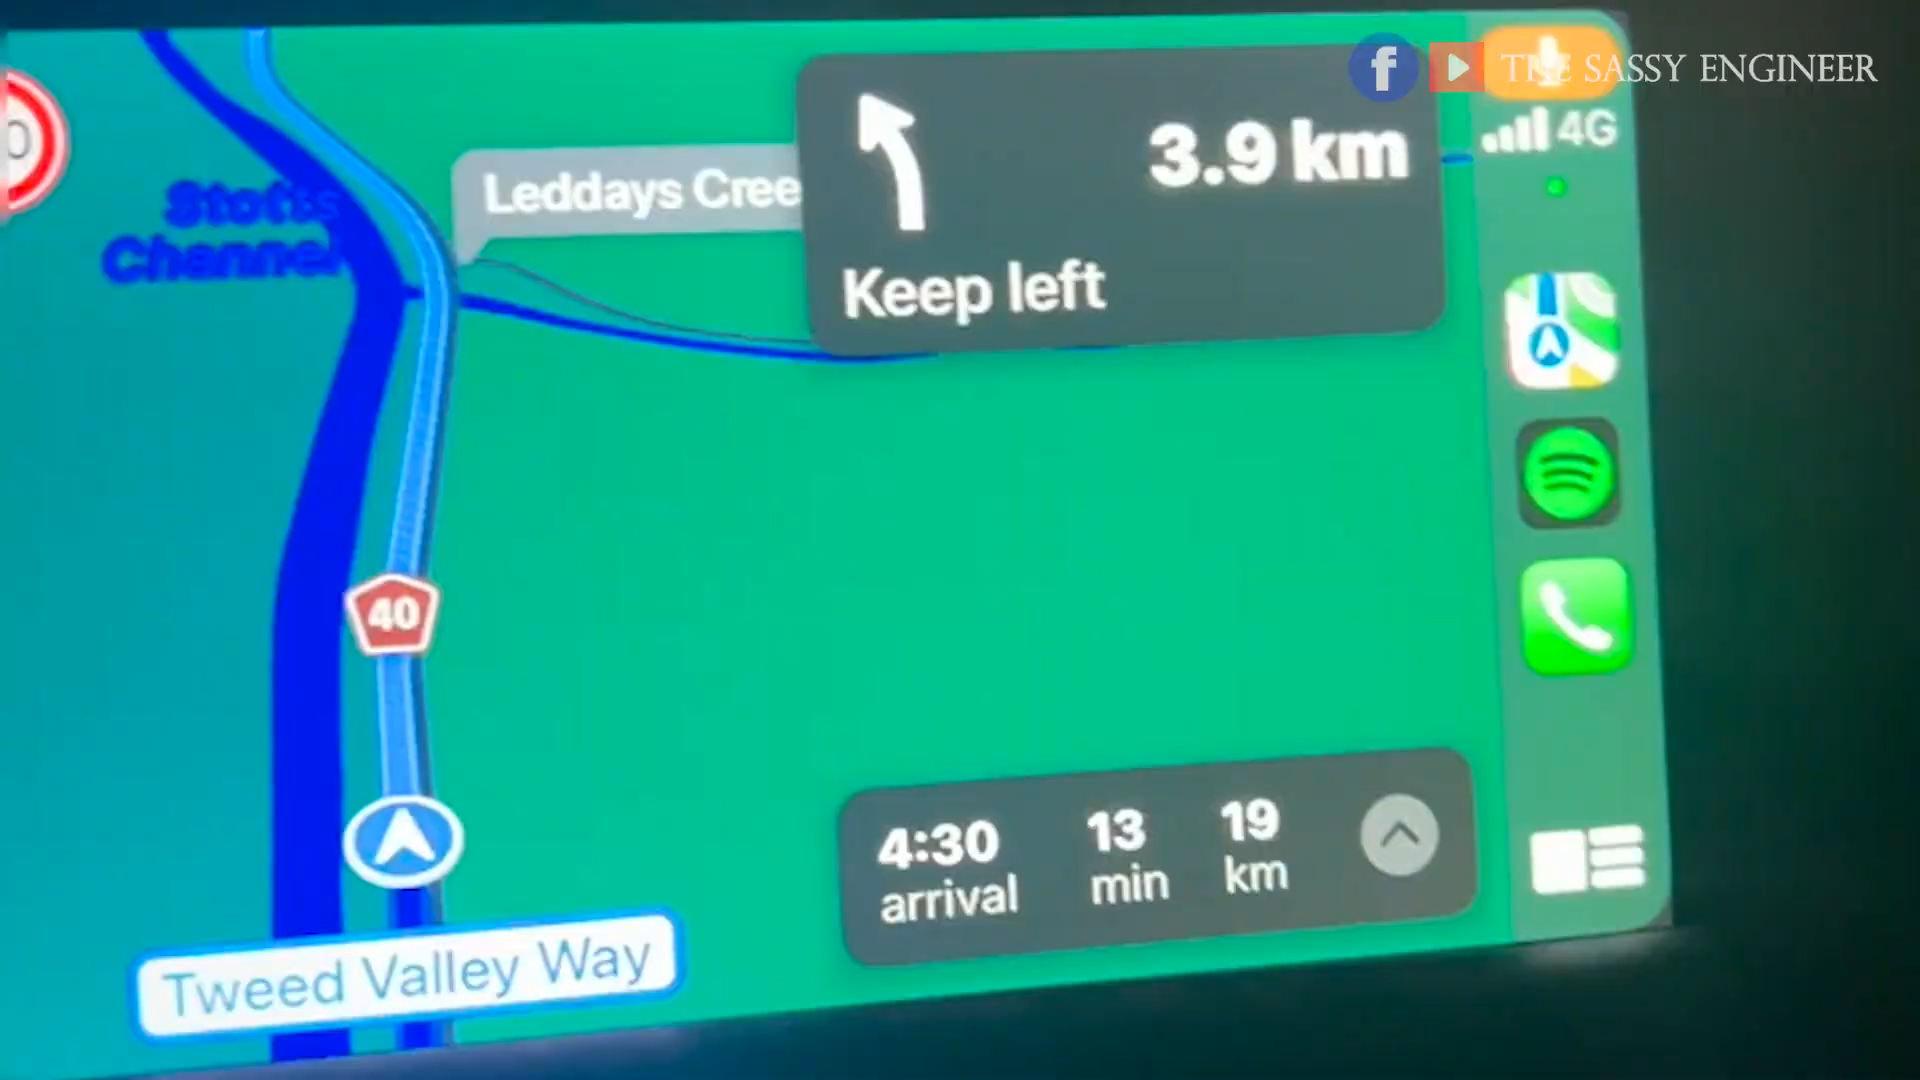 THE SASSY ENGINEER
4G
3.9 km
Keep left
Leddays Cree
Stotts
Channel
40
4:30
arrival
13
min
19
km
Tweed Valley Way